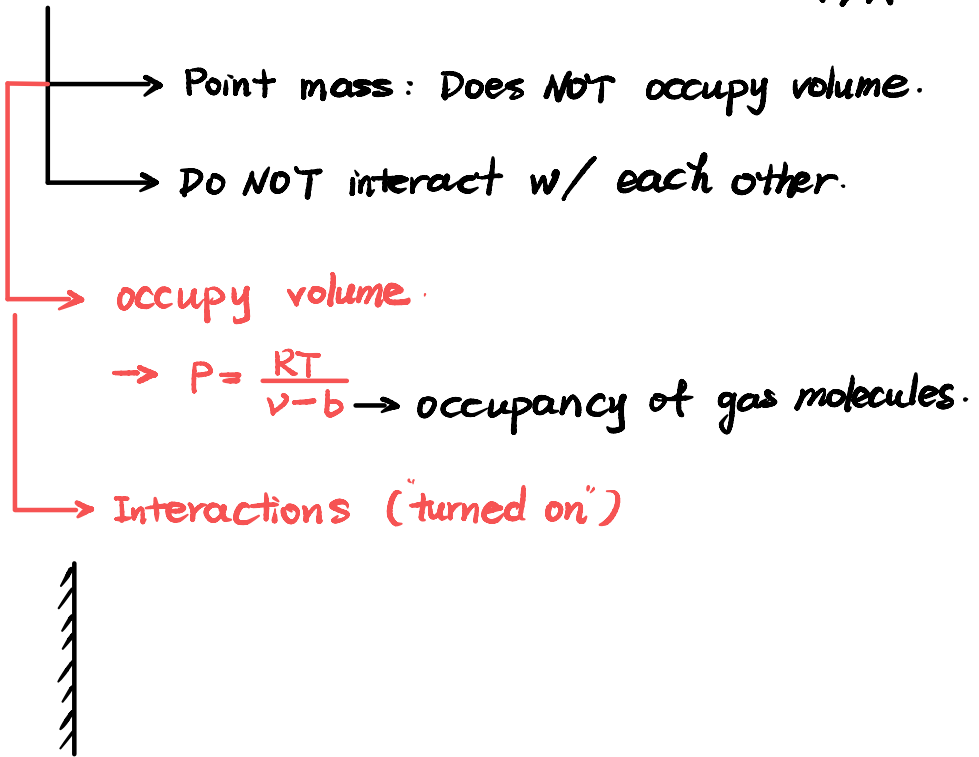 Point mass: Does NOT occupy volume.
Do NOT interact w/ each other.
occupy volume.
→ P = RT / (v - b) → occupancy of gas molecules.
Interactions ("turned on")